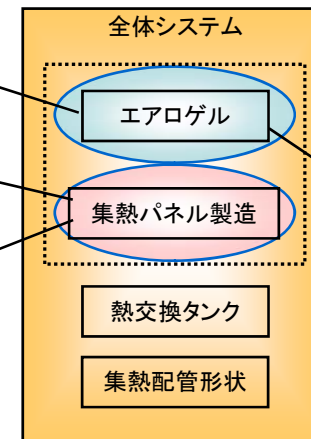 全体システム
エアロゲル
集熱パネル製造
熱交換タンク
集熱配管形状